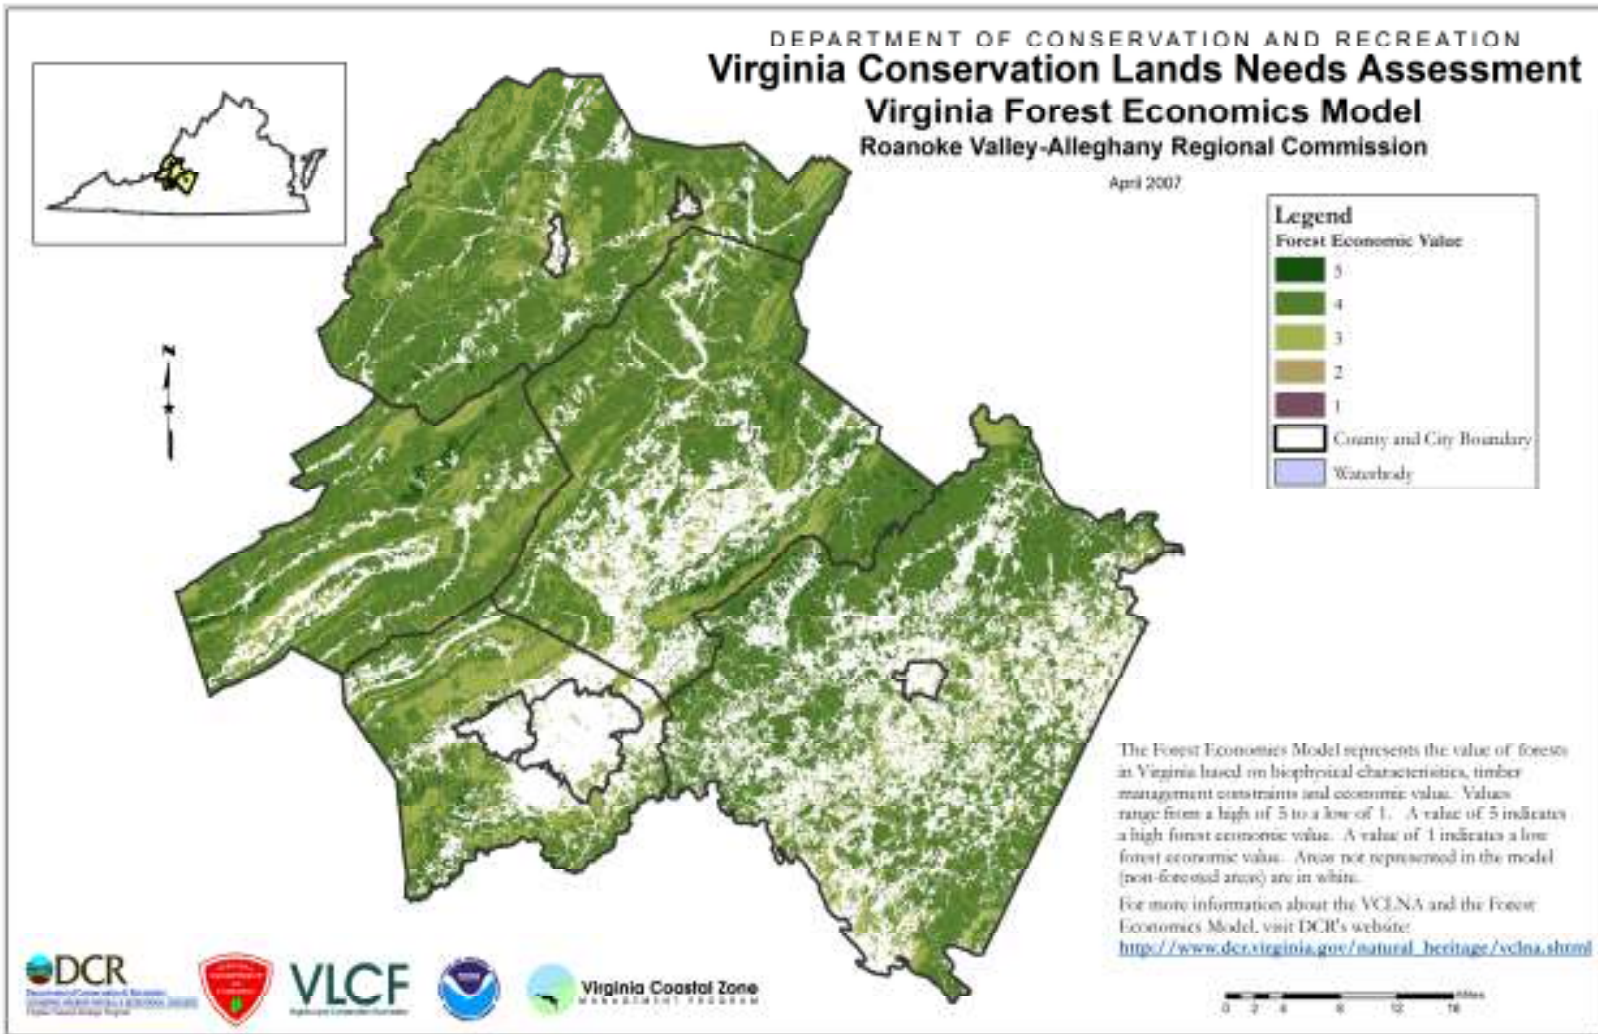 DEPARTMENT OF CONSERVATION AND RECREATION
Virginia Conservation Lands Needs Assessment
Virginia Forest Economics Model
Roanoke Valley-Alleghany Regional Commission
April 2007
Legend
Forest Economic Value
5
4
3
2
1
County and City Boundary
Waterbody
N
The Forest Economics Model represents the value of forests
in Virginia based on biophysical characteristics, timber
management constraints and economic value. Values
range from a high of 5 to a low of 1. A value of 5 indicates
a high forest economic value. A value of 1 indicates a low
forest economic value. Areas not represented in the model
(non-forested areas) are in white.
For more information about the VCLNA and the Forest
Economics Model, visit DCR's website:
http://www.dcr.virginia.gov/natural_heritage/vclna.shtml
DCR
VLCF
Virginia Coastal Zone
MANAGEMENT PROGRAM
Miles
0 2 4 8 12 16